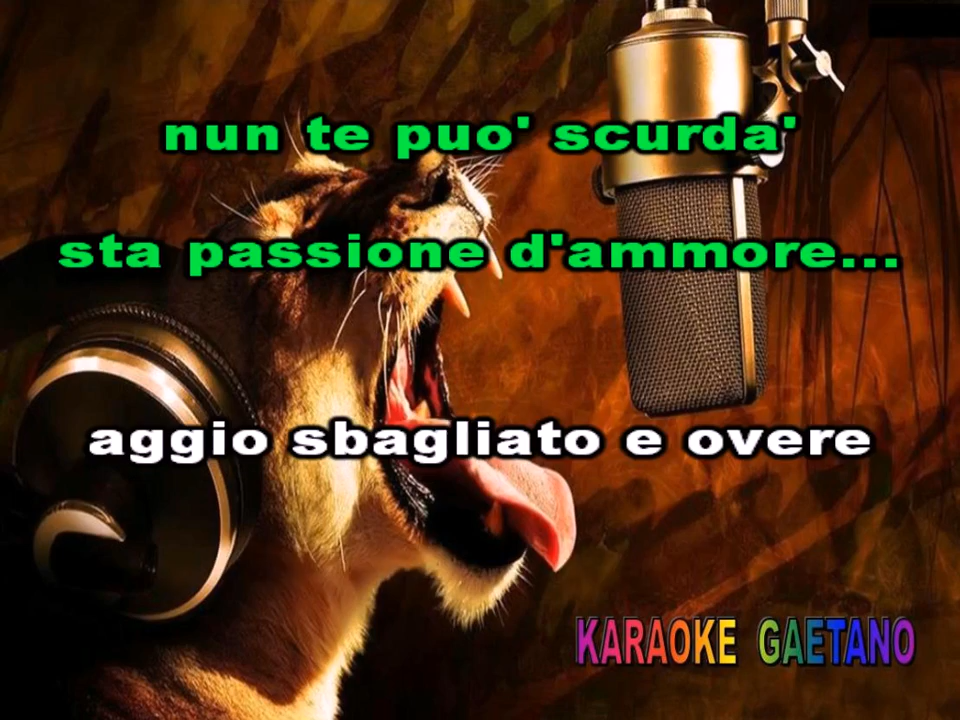 nun te puo' scurda'
sta passione d'ammore...
aggio sbagliato e overe
KARAOKE GAETANO